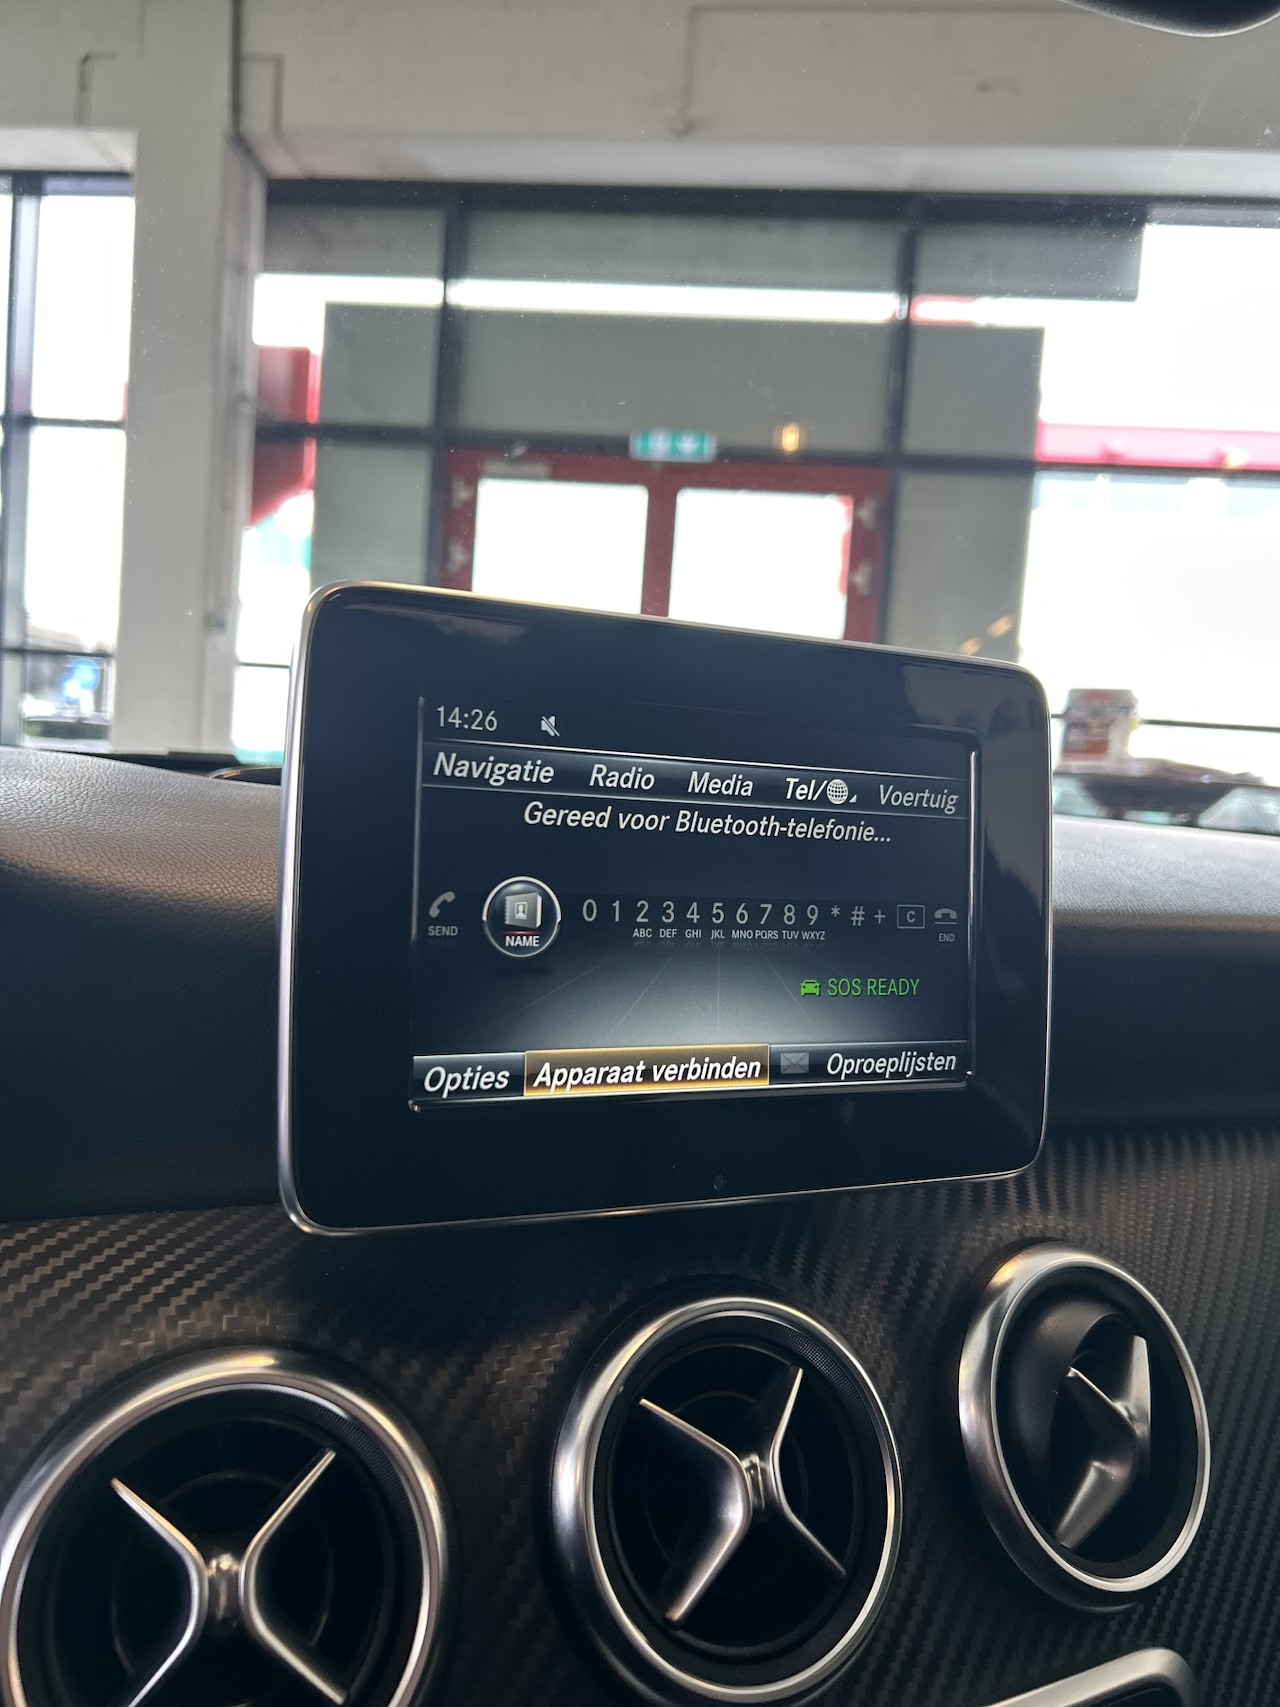 14:26
Navigatie Radio Media Tel/ Voertuig
Gereed voor Bluetooth-telefonie...
0 1 2 3 4 5 6 7 8 9 * # + C
SEND NAME ABC DEF GHI JKL MNO PQRS TUV WXYZ END
SOS READY
Opties Apparaat verbinden Oproeplijsten